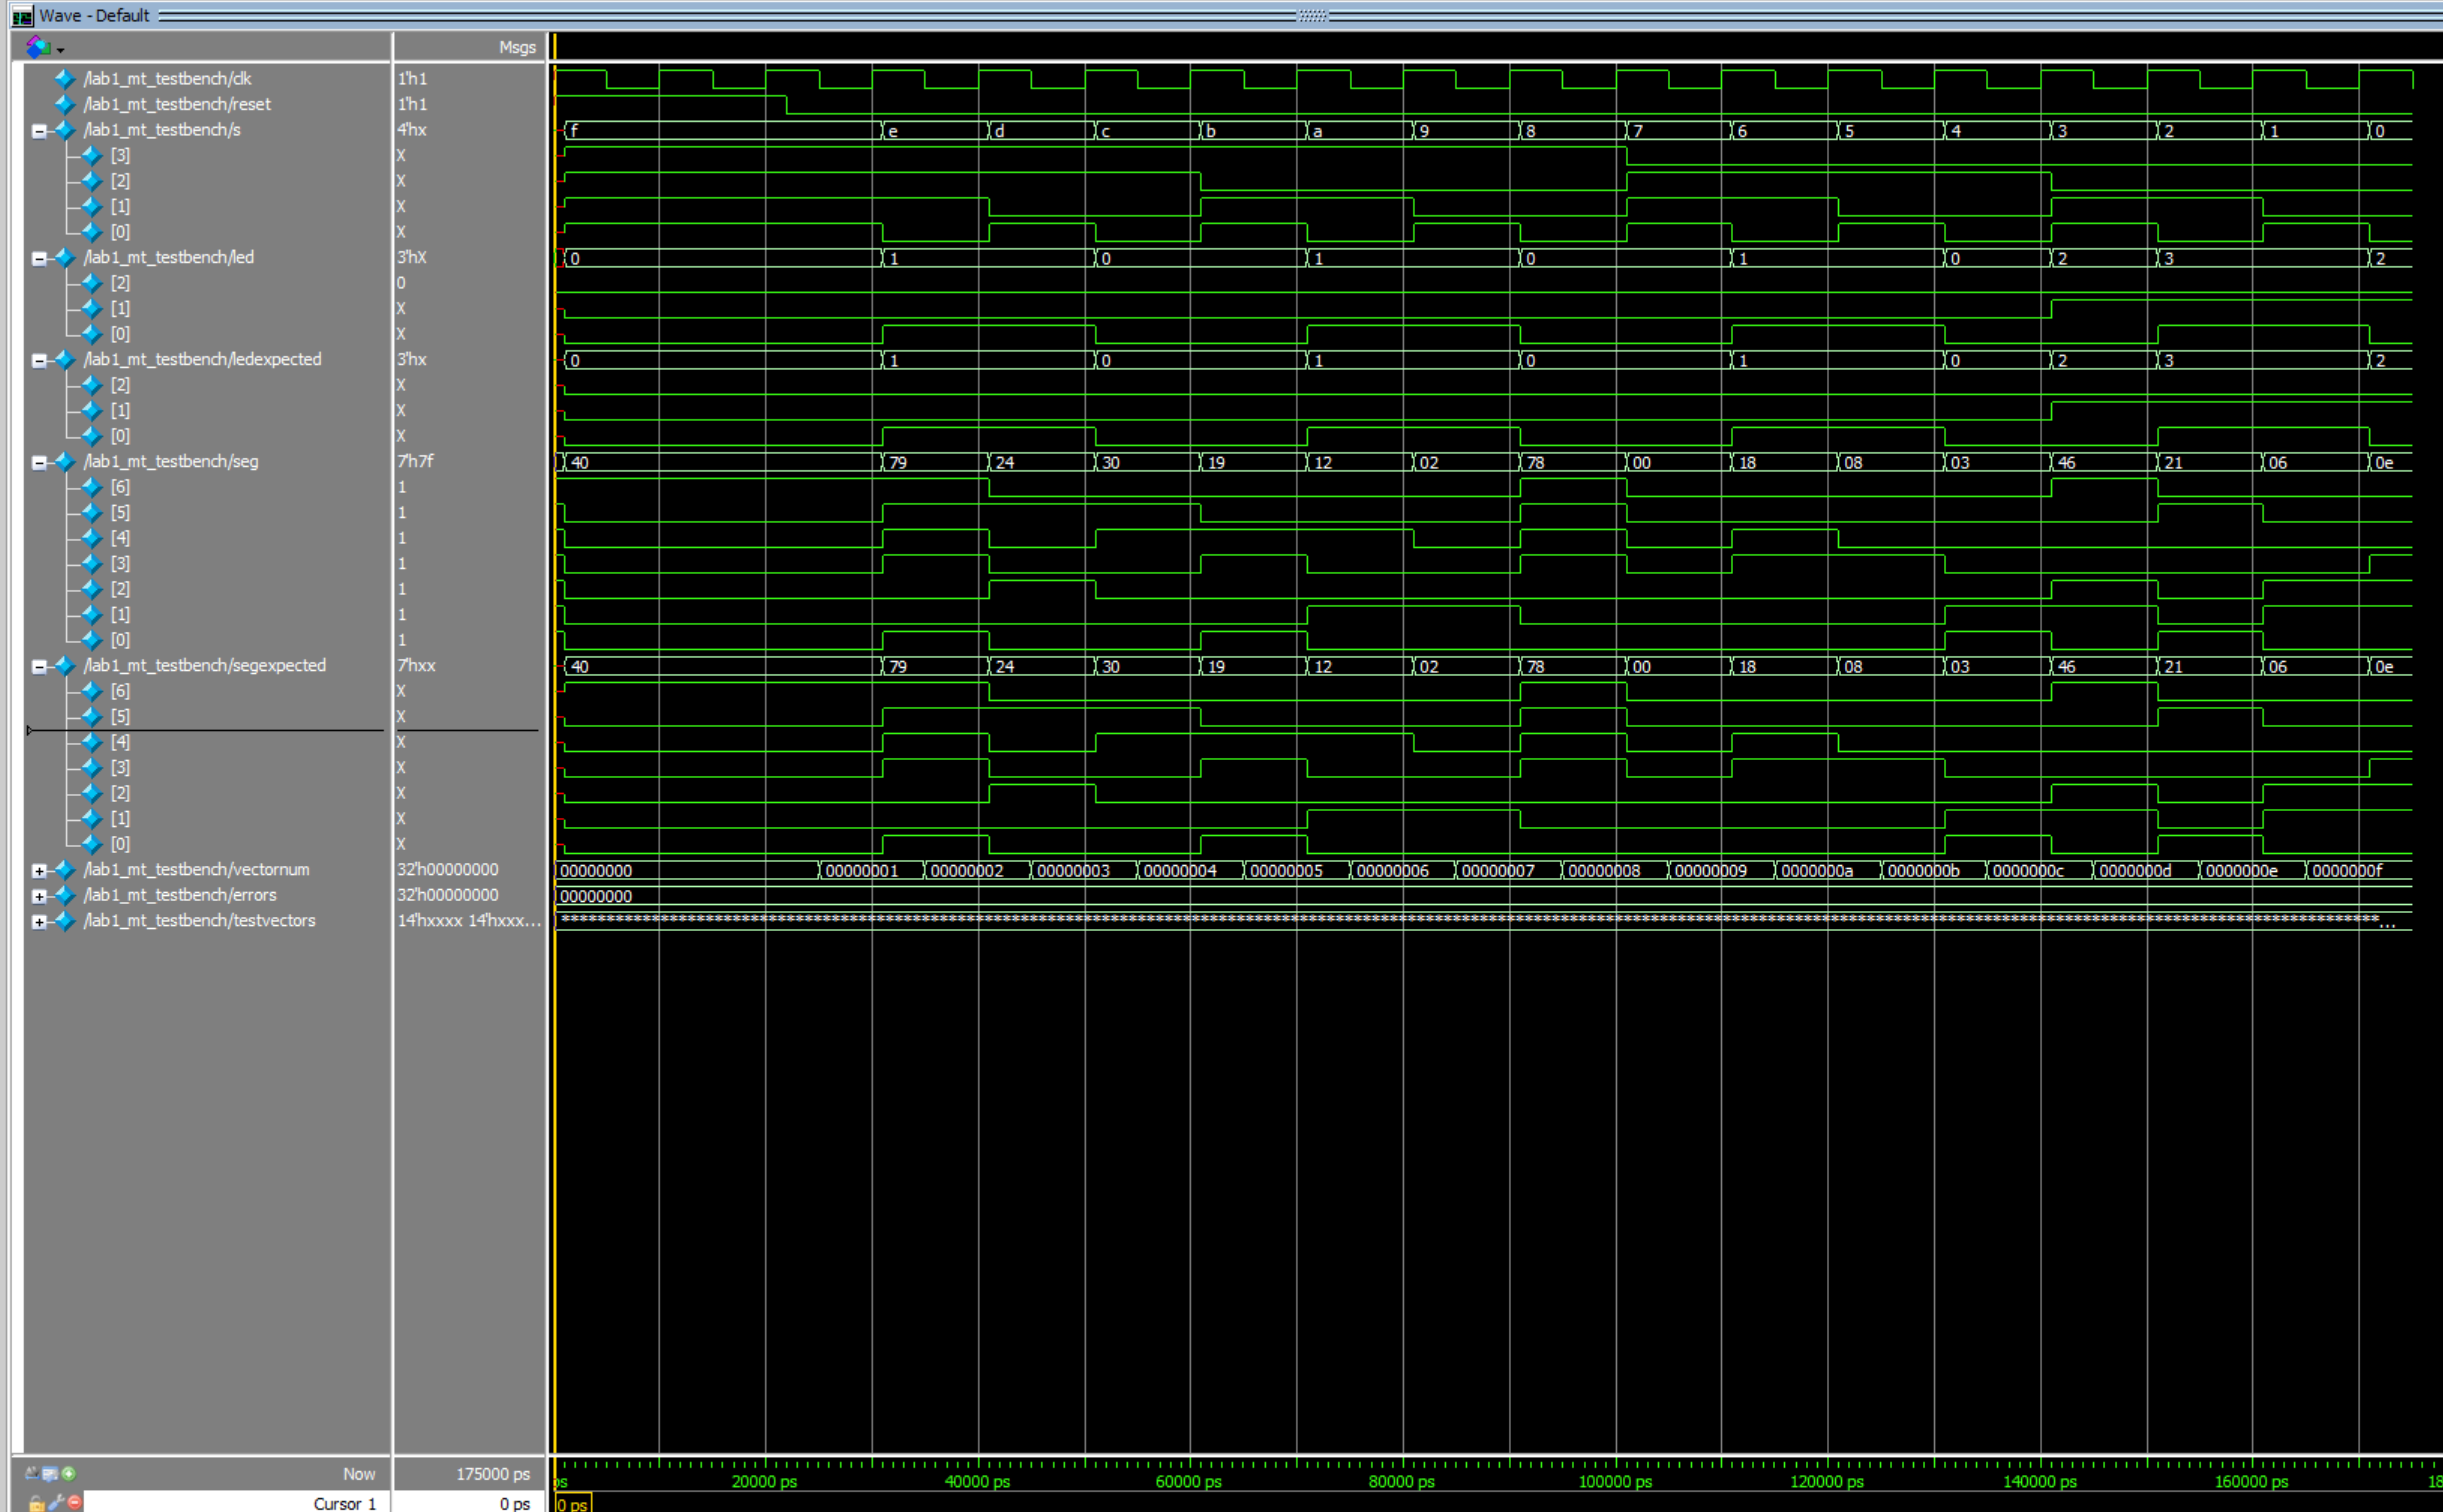 Wave - Default
Msgs
/lab1_mt_testbench/clk 1'h1
/lab1_mt_testbench/reset 1'h1
/lab1_mt_testbench/s 4'hx f e d c b a 9 8 7 6 5 4 3 2 1 0
[3] X
[2] X
[1] X
[0] X
/lab1_mt_testbench/led 3'hX 0 1 0 1 0 1 0 2 3 2
[2] 0
[1] X
[0] X
/lab1_mt_testbench/ledexpected 3'hx 0 1 0 1 0 1 0 2 3 2
[2] X
[1] X
[0] X
/lab1_mt_testbench/seg 7'h7f 40 79 24 30 19 12 02 78 00 18 08 03 46 21 06 0e
[6] 1
[5] 1
[4] 1
[3] 1
[2] 1
[1] 1
[0] 1
/lab1_mt_testbench/segexpected 7'hxx 40 79 24 30 19 12 02 78 00 18 08 03 46 21 06 0e
[6] X
[5] X
[4] X
[3] X
[2] X
[1] X
[0] X
/lab1_mt_testbench/vectornum 32'h00000000 00000000 00000001 00000002 00000003 00000004 00000005 00000006 00000007 00000008 00000009 0000000a 0000000b 0000000c 0000000d 0000000e 0000000f
/lab1_mt_testbench/errors 32'h00000000 00000000
/lab1_mt_testbench/testvectors 14'hxxxx 14'hxxx... ...
Now 175000 ps ps 20000 ps 40000 ps 60000 ps 80000 ps 100000 ps 120000 ps 140000 ps 160000 ps 18
Cursor 1 0 ps 0 ps